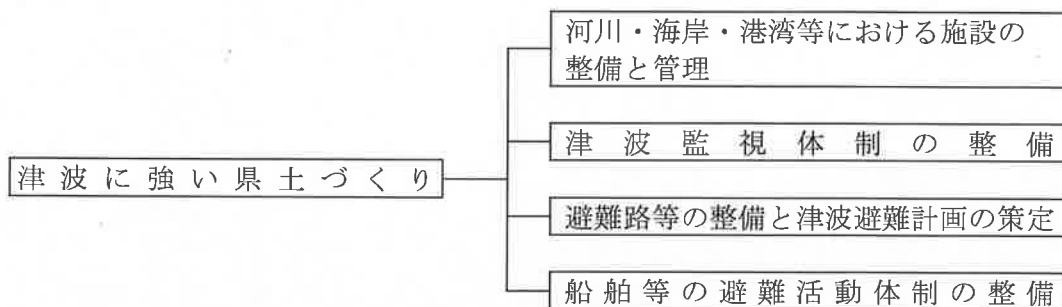 河川・海岸・港湾等における施設の
整備と管理
津波監視体制の整備
津波に強い県土づくり
避難路等の整備と津波避難計画の策定
船舶等の避難活動体制の整備